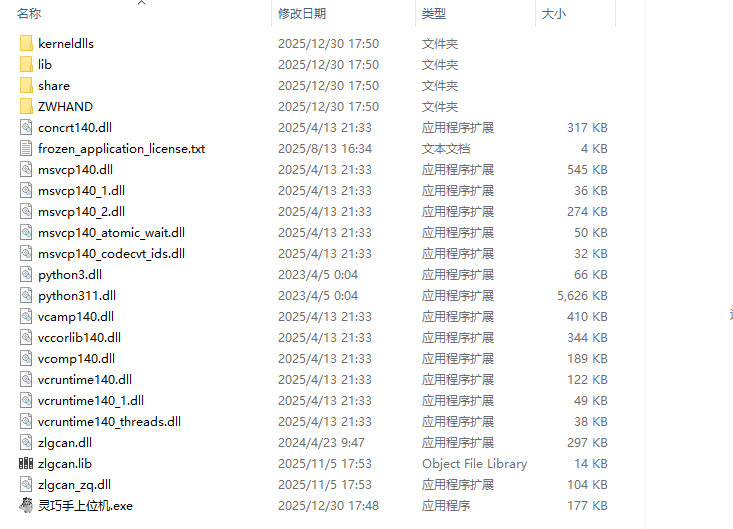 名称 修改日期 类型 大小
kerneldlls 2025/12/30 17:50 文件夹
lib 2025/12/30 17:50 文件夹
share 2025/12/30 17:50 文件夹
ZWHAND 2025/12/30 17:50 文件夹
concrt140.dll 2025/4/13 21:33 应用程序扩展 317 KB
frozen_application_license.txt 2025/8/13 16:34 文本文档 4 KB
msvcp140.dll 2025/4/13 21:33 应用程序扩展 545 KB
msvcp140_1.dll 2025/4/13 21:33 应用程序扩展 36 KB
msvcp140_2.dll 2025/4/13 21:33 应用程序扩展 274 KB
msvcp140_atomic_wait.dll 2025/4/13 21:33 应用程序扩展 50 KB
msvcp140_codecvt_ids.dll 2025/4/13 21:33 应用程序扩展 32 KB
python3.dll 2023/4/5 0:04 应用程序扩展 66 KB
python311.dll 2023/4/5 0:04 应用程序扩展 5,626 KB
vcamp140.dll 2025/4/13 21:33 应用程序扩展 410 KB
vccorlib140.dll 2025/4/13 21:33 应用程序扩展 344 KB
vcomp140.dll 2025/4/13 21:33 应用程序扩展 189 KB
vcruntime140.dll 2025/4/13 21:33 应用程序扩展 122 KB
vcruntime140_1.dll 2025/4/13 21:33 应用程序扩展 49 KB
vcruntime140_threads.dll 2025/4/13 21:33 应用程序扩展 38 KB
zlgcan.dll 2024/4/23 9:47 应用程序扩展 297 KB
zlgcan.lib 2025/11/5 17:53 Object File Library 14 KB
zlgcan_zq.dll 2025/11/5 17:53 应用程序扩展 104 KB
灵巧手上位机.exe 2025/12/30 17:48 应用程序 177 KB